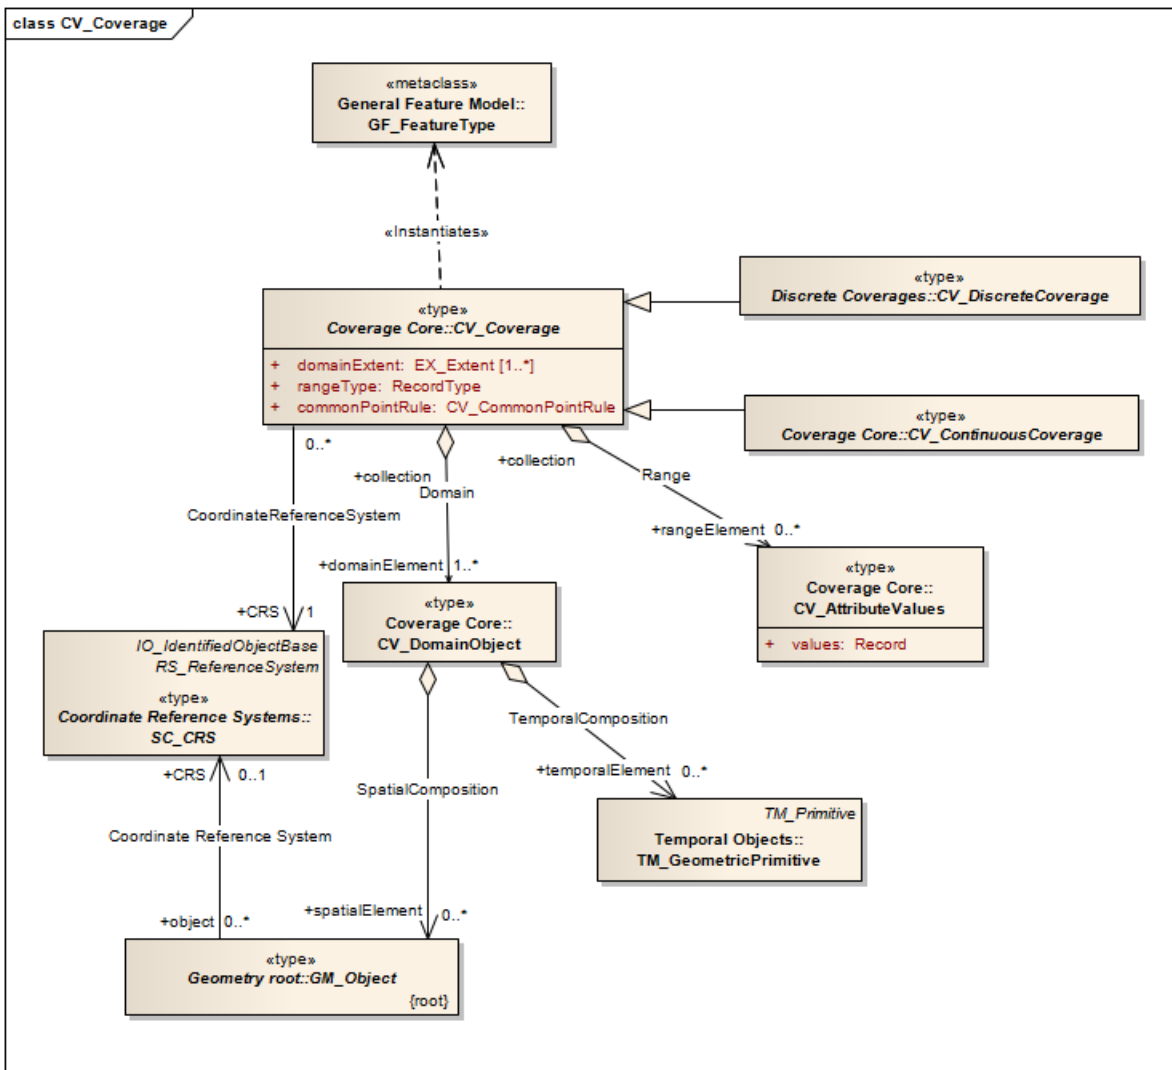 class CV_Coverage
«metaclass»
General Feature Model::
GF_FeatureType
«Instantiates»
«type»
Discrete Coverages::CV_DiscreteCoverage
«type»
Coverage Core::CV_Coverage
+ domainExtent: EX_Extent [1..*]
+ rangeType: RecordType
+ commonPointRule: CV_CommonPointRule
«type»
Coverage Core::CV_ContinuousCoverage
0..*
+collection
+collection
Range
Domain
CoordinateReferenceSystem
+rangeElement 0..*
+domainElement 1..*
«type»
Coverage Core::
CV_AttributeValues
+ values: Record
+CRS 1
«type»
Coverage Core::
CV_DomainObject
IO_IdentifiedObjectBase
RS_ReferenceSystem
«type»
Coordinate Reference Systems::
SC_CRS
TemporalComposition
+CRS 0..1
+temporalElement 0..*
SpatialComposition
TM_Primitive
Temporal Objects::
TM_GeometricPrimitive
Coordinate Reference System
+object 0..*
+spatialElement 0..*
«type»
Geometry root::GM_Object
{root}